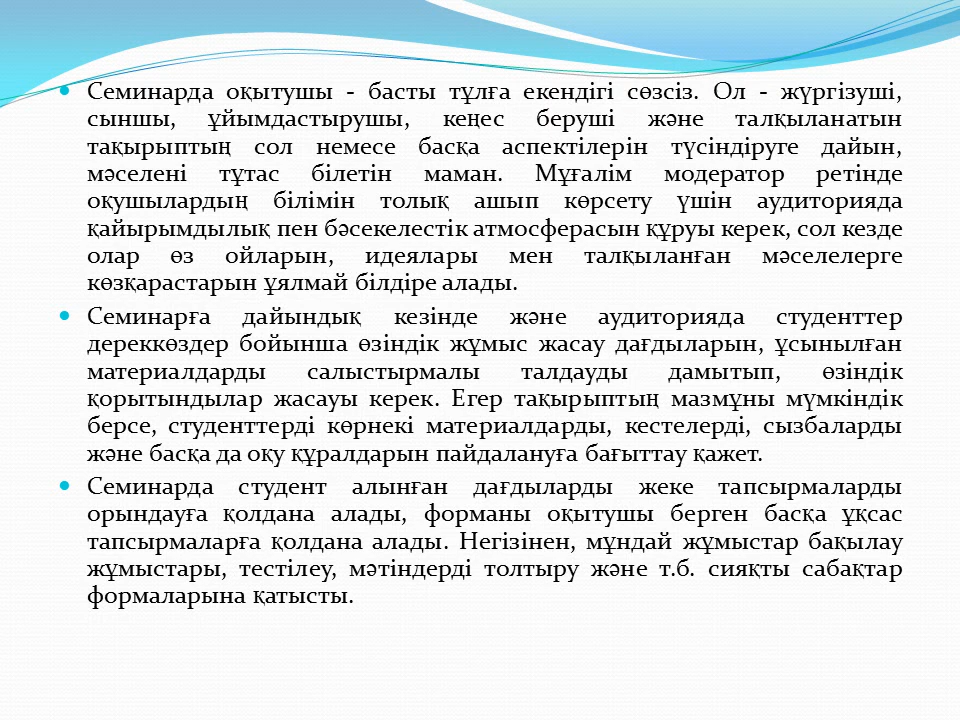 Семинарда оқытушы - басты тұлға екендігі сөзсіз. Ол - жүргізуші,
сыншы, ұйымдастырушы, кеңес беруші және талқыланатын
тақырыптың сол немесе басқа аспектілерін түсіндіруге дайын,
мәселені тұтас білетін маман. Мұғалім модератор ретінде
оқушылардың білімін толық ашып көрсету үшін аудиторияда
қайырымдылық пен бәсекелестік атмосферасын құруы керек, сол кезде
олар өз ойларын, идеялары мен талқыланған мәселелерге
көзқарастарын ұялмай білдіре алады.
Семинарға дайындық кезінде және аудиторияда студенттер
дереккөздер бойынша өзіндік жұмыс жасау дағдыларын, ұсынылған
материалдарды салыстырмалы талдауды дамытып, өзіндік
қорытындылар жасауы керек. Егер тақырыптың мазмұны мүмкіндік
берсе, студенттерді көрнекі материалдарды, кестелерді, сызбаларды
және басқа да оқу құралдарын пайдалануға бағыттау қажет.
Семинарда студент алынған дағдыларды жеке тапсырмаларды
орындауға қолдана алады, форманы оқытушы берген басқа ұқсас
тапсырмаларға қолдана алады. Негізінен, мұндай жұмыстар бақылау
жұмыстары, тестілеу, мәтіндерді толтыру және т.б. сияқты сабақтар
формаларына қатысты.